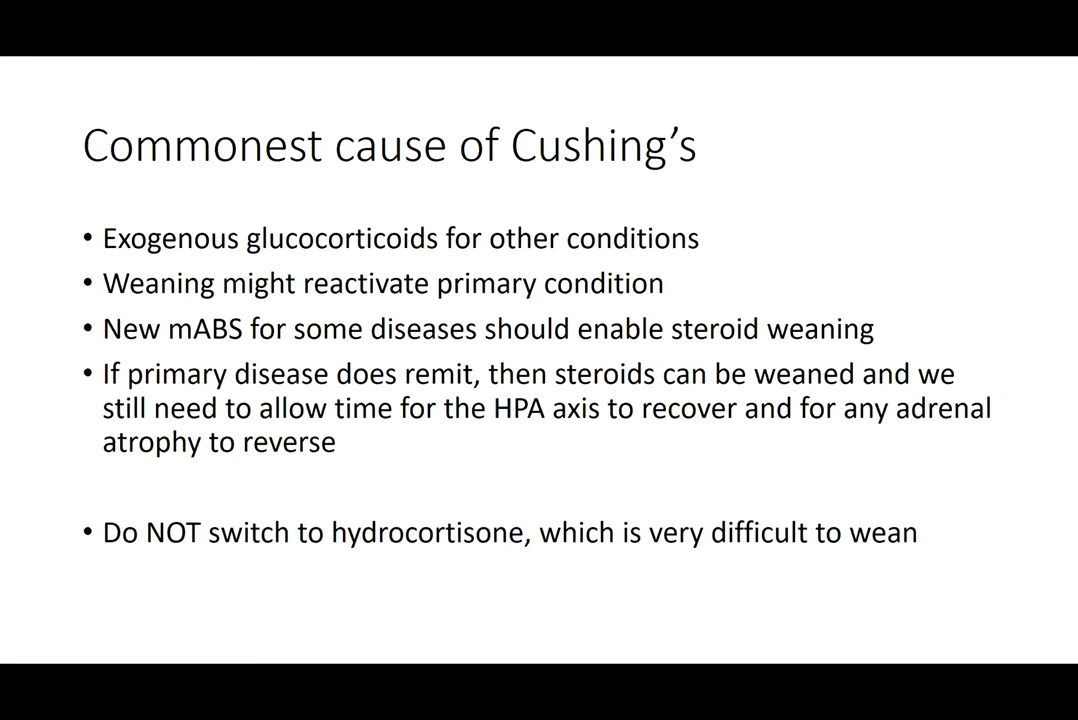 Commonest cause of Cushing’s
• Exogenous glucocorticoids for other conditions
• Weaning might reactivate primary condition
• New mABS for some diseases should enable steroid weaning
• If primary disease does remit, then steroids can be weaned and we
still need to allow time for the HPA axis to recover and for any adrenal
atrophy to reverse
• Do NOT switch to hydrocortisone, which is very difficult to wean